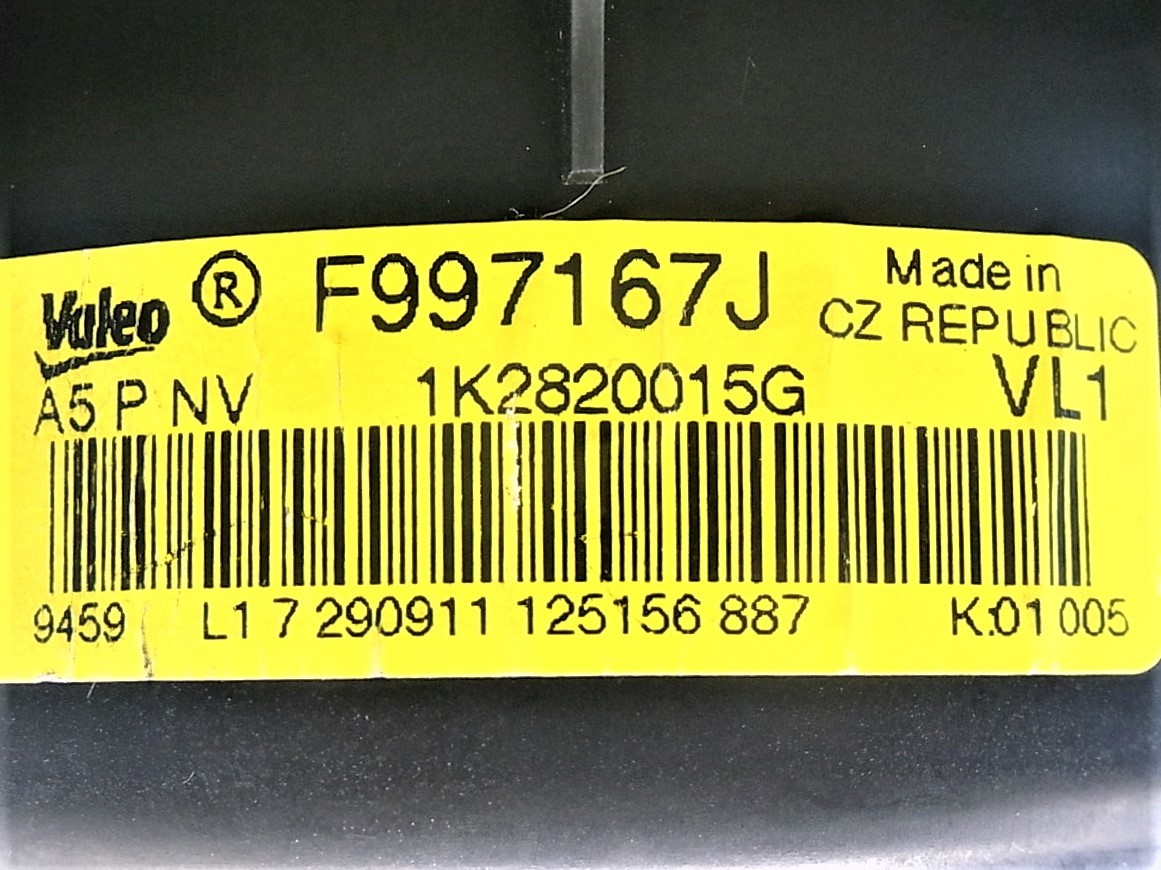 Valeo ® F997167J Made in
CZ REPUBLIC
A5 P NV 1K2820015G VL1
9459 L1 7 290911 125156 887 K:01 005